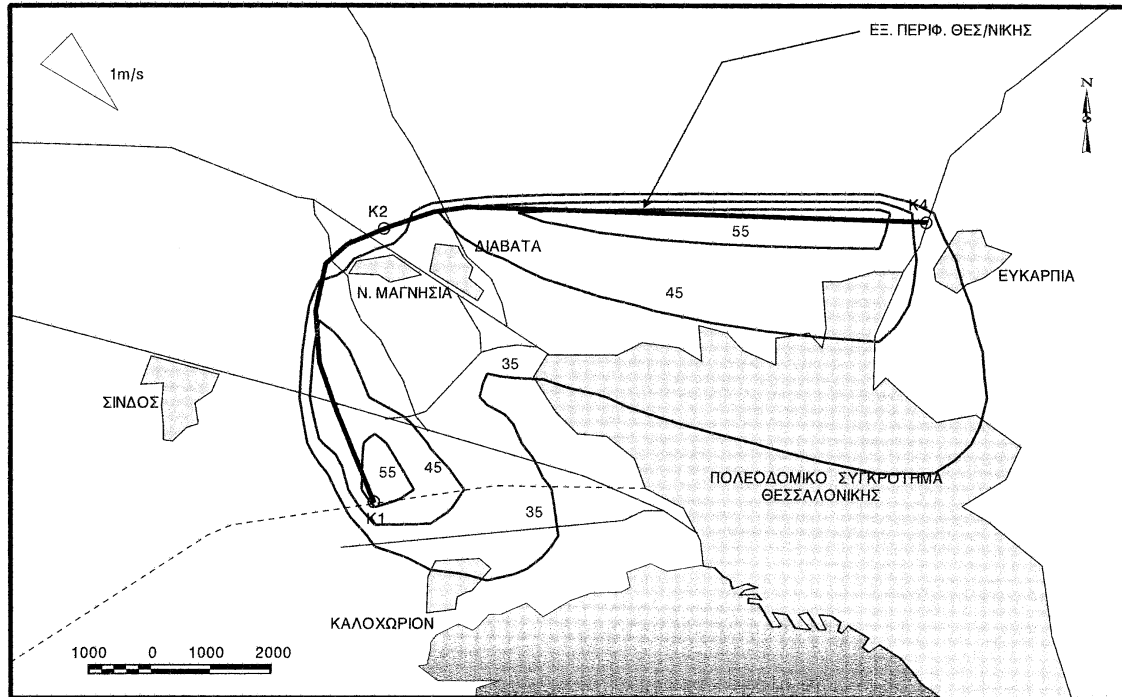 ΕΞ. ΠΕΡΙΦ. ΘΕΣ/ΝΙΚΗΣ
1m/s
N
K2
K4
ΔΙΑΒΑΤΑ
55
ΕΥΚΑΡΠΙΑ
Ν. ΜΑΓΝΗΣΙΑ
45
35
ΣΙΝΔΟΣ
55
45
ΠΟΛΕΟΔΟΜΙΚΟ ΣΥΓΚΡΟΤΗΜΑ
ΘΕΣΣΑΛΟΝΙΚΗΣ
35
K1
ΚΑΛΟΧΩΡΙΟΝ
1000 0 1000 2000